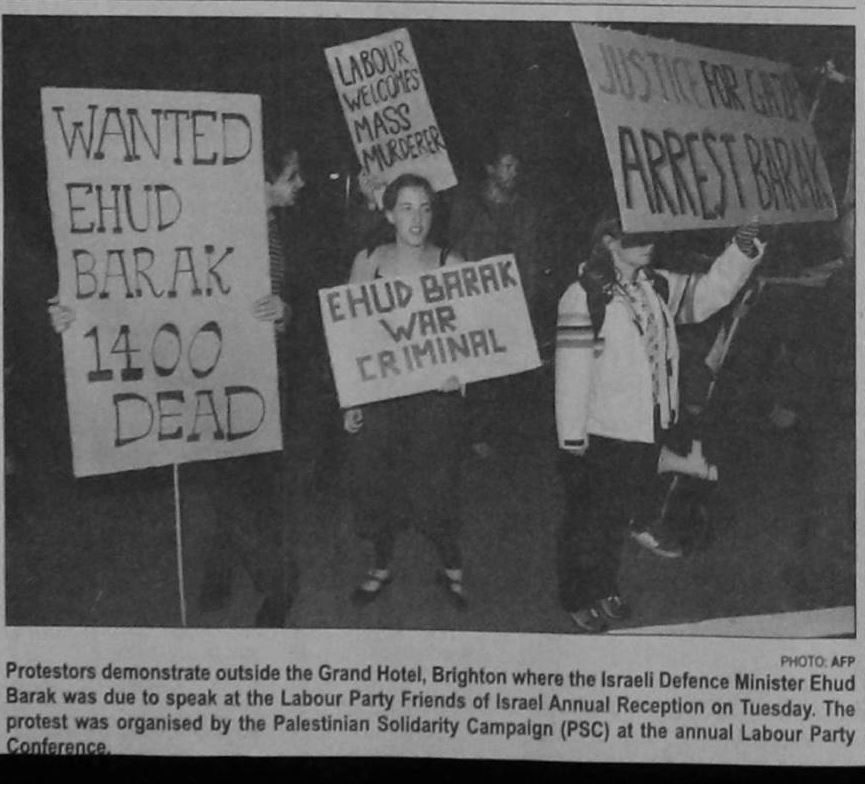 WANTED
EHUD
BARAK
1400
DEAD
LABOUR
WELCOMES
MASS
MURDERER
EHUD BARAK
WAR
CRIMINAL
JUSTICE FOR
ARREST BARAK
PHOTO: AFP
Protestors demonstrate outside the Grand Hotel, Brighton where the Israeli Defence Minister Ehud
Barak was due to speak at the Labour Party Friends of Israel Annual Reception on Tuesday. The
protest was organised by the Palestinian Solidarity Campaign (PSC) at the annual Labour Party
Conference.